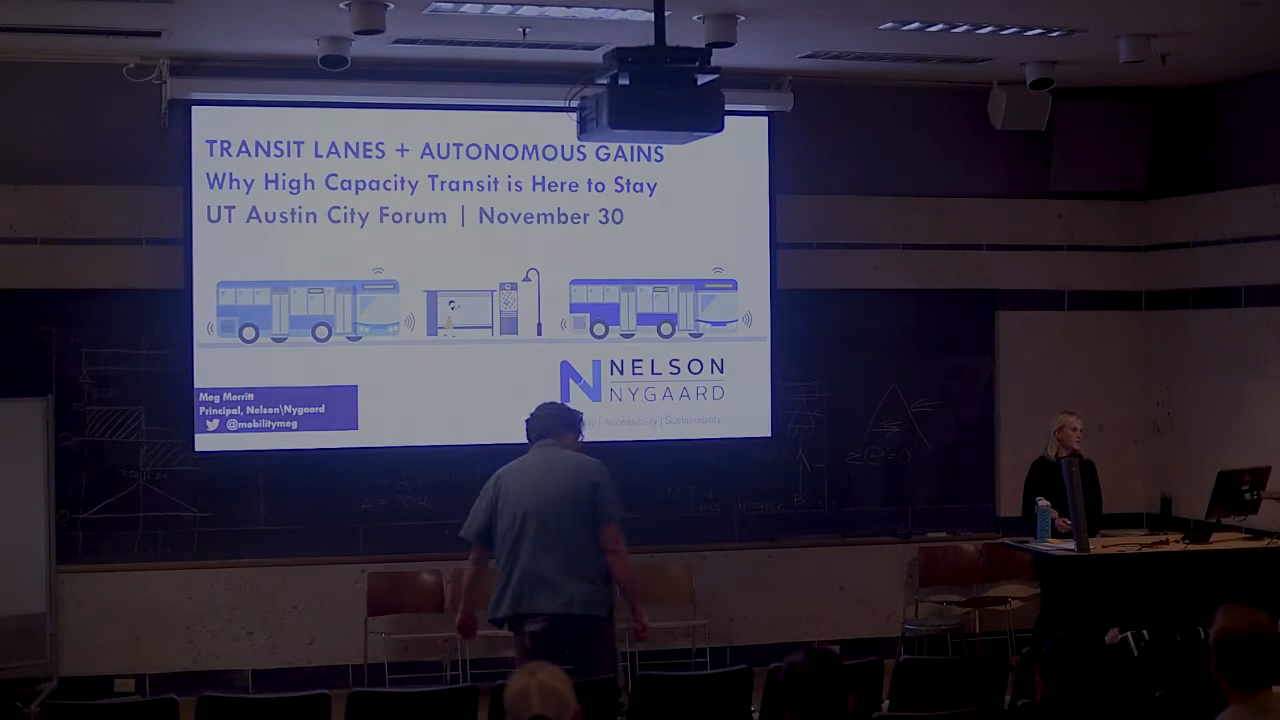 TRANSIT LANES + AUTONOMOUS GAINS
Why High Capacity Transit is Here to Stay
UT Austin City Forum | November 30
NELSON
NYGAARD
Meg Merritt
Principal, Nelson\Nygaard
@mobilitymeg
| Accessibility | Sustainability